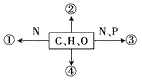 ②
① N C、H、O N、P ③
④